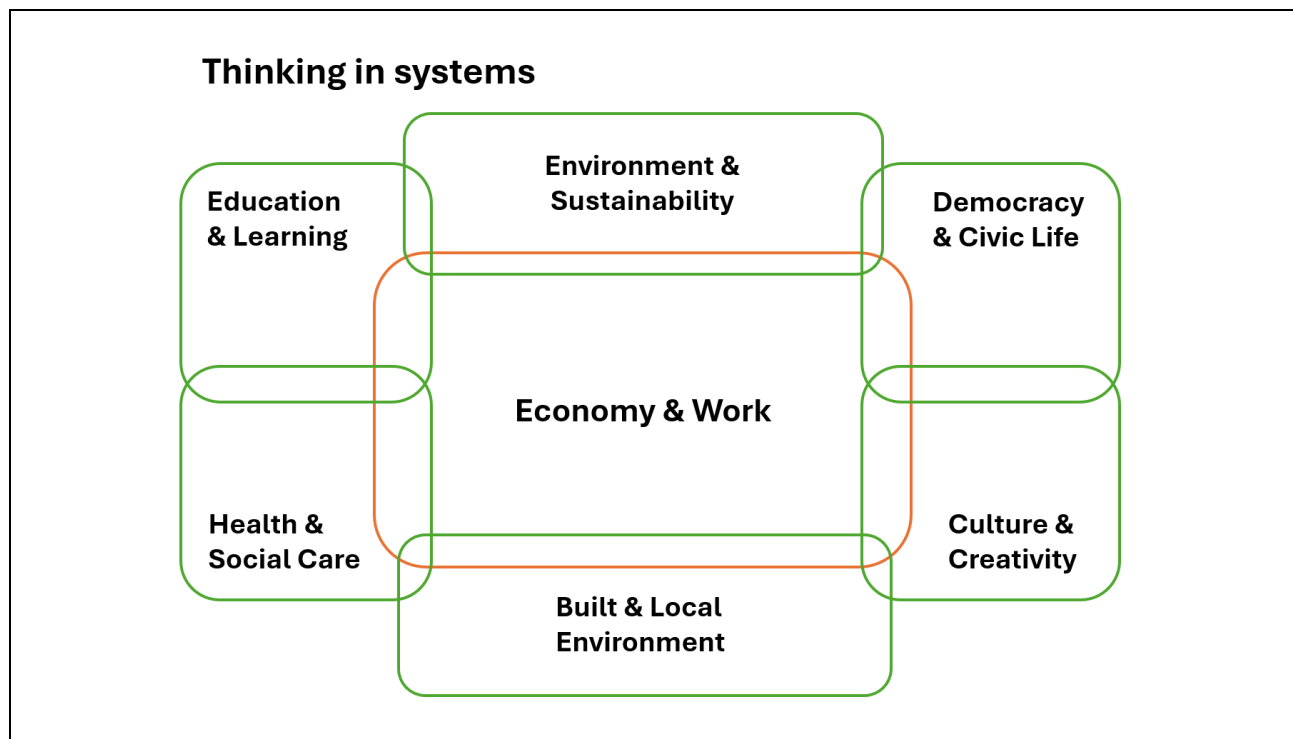 Thinking in systems
Environment &
Sustainability
Education
& Learning
Democracy
& Civic Life
Economy & Work
Health &
Social Care
Culture &
Creativity
Built & Local
Environment